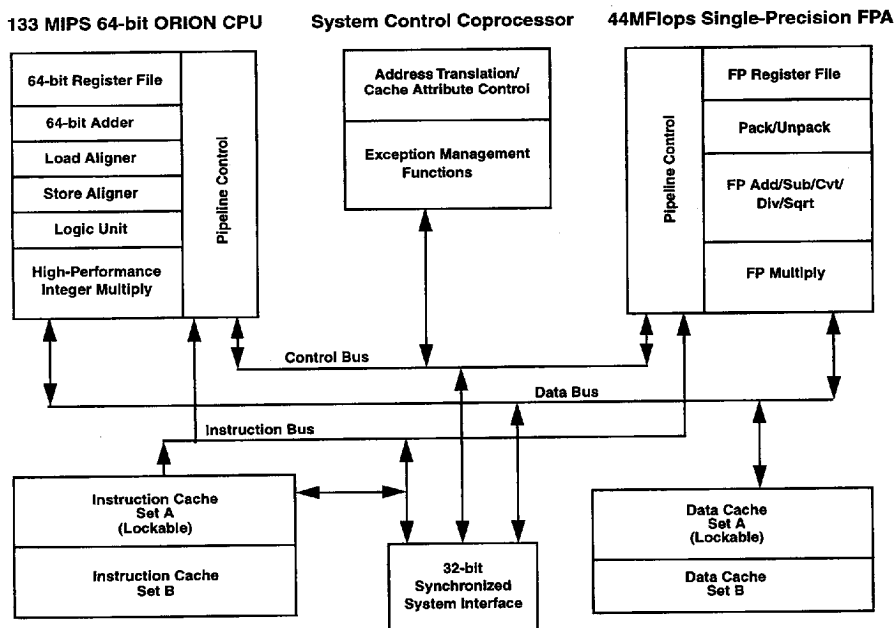 133 MIPS 64-bit ORION CPU
System Control Coprocessor
44MFlops Single-Precision FPA
64-bit Register File
64-bit Adder
Load Aligner
Store Aligner
Logic Unit
High-Performance
Integer Multiply
Pipeline Control
Address Translation/
Cache Attribute Control
Exception Management
Functions
Pipeline Control
FP Register File
Pack/Unpack
FP Add/Sub/Cvt/
Div/Sqrt
FP Multiply
Control Bus
Data Bus
Instruction Bus
Instruction Cache
Set A
(Lockable)
Instruction Cache
Set B
32-bit
Synchronized
System Interface
Data Cache
Set A
(Lockable)
Data Cache
Set B